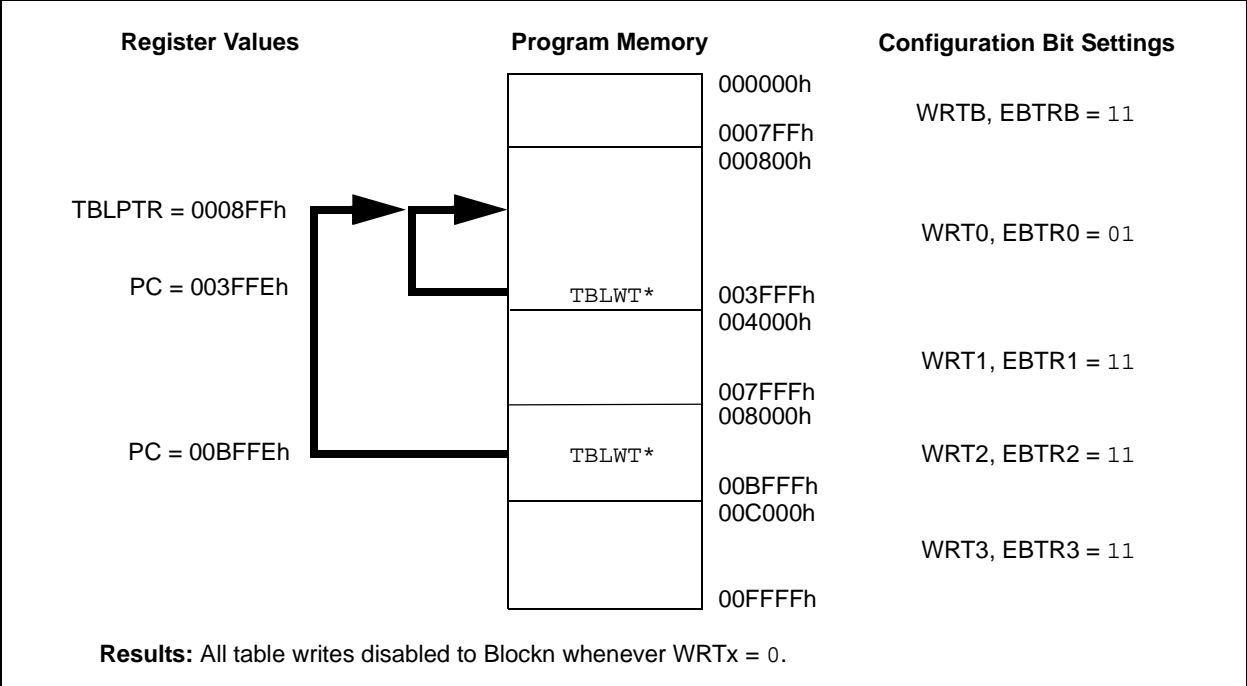 Register Values
Program Memory
Configuration Bit Settings
000000h
WRTB, EBTRB = 11
0007FFh
000800h
TBLPTR = 0008FFh
WRT0, EBTR0 = 01
PC = 003FFEh
TBLWT*
003FFFh
004000h
WRT1, EBTR1 = 11
007FFFh
008000h
PC = 00BFFEh
TBLWT*
WRT2, EBTR2 = 11
00BFFFh
00C000h
WRT3, EBTR3 = 11
00FFFFh
Results: All table writes disabled to Blockn whenever WRTx = 0.